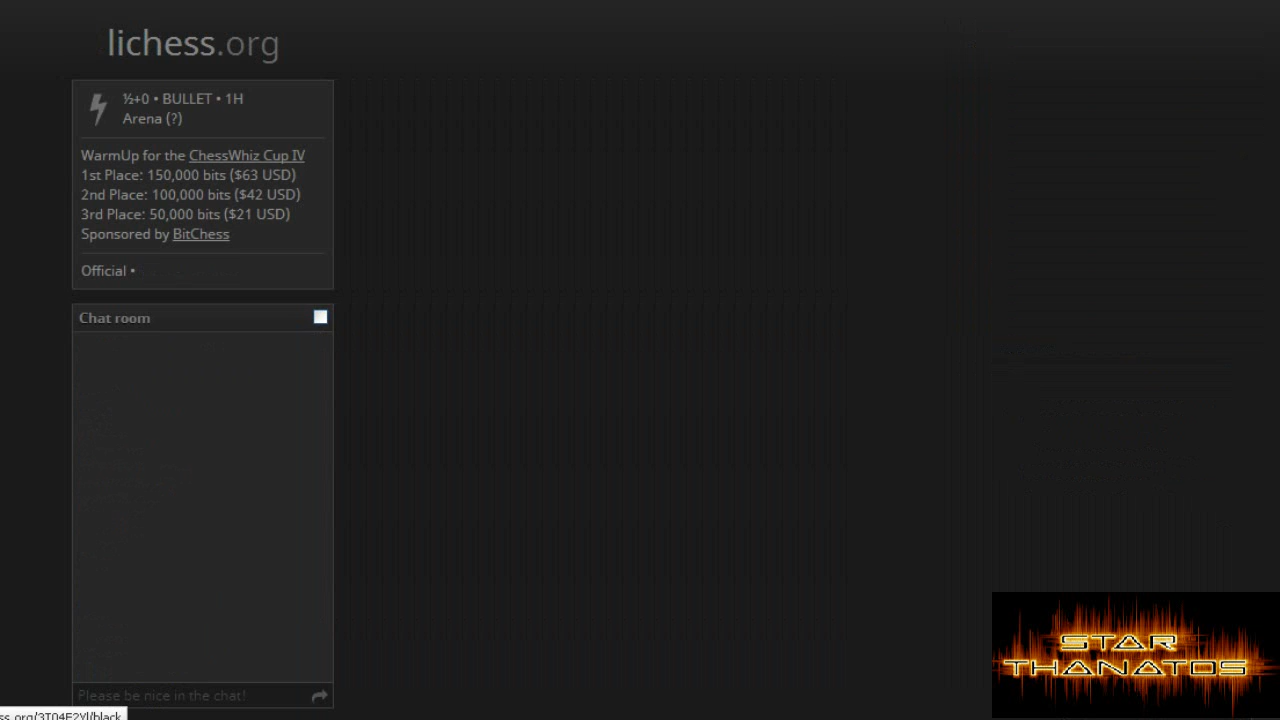 lichess.org
½+0 • BULLET • 1H
Arena (?)
WarmUp for the ChessWhiz Cup IV
1st Place: 150,000 bits ($63 USD)
2nd Place: 100,000 bits ($42 USD)
3rd Place: 50,000 bits ($21 USD)
Sponsored by BitChess
Official •
Chat room
Please be nice in the chat!
STAR
THANATOS